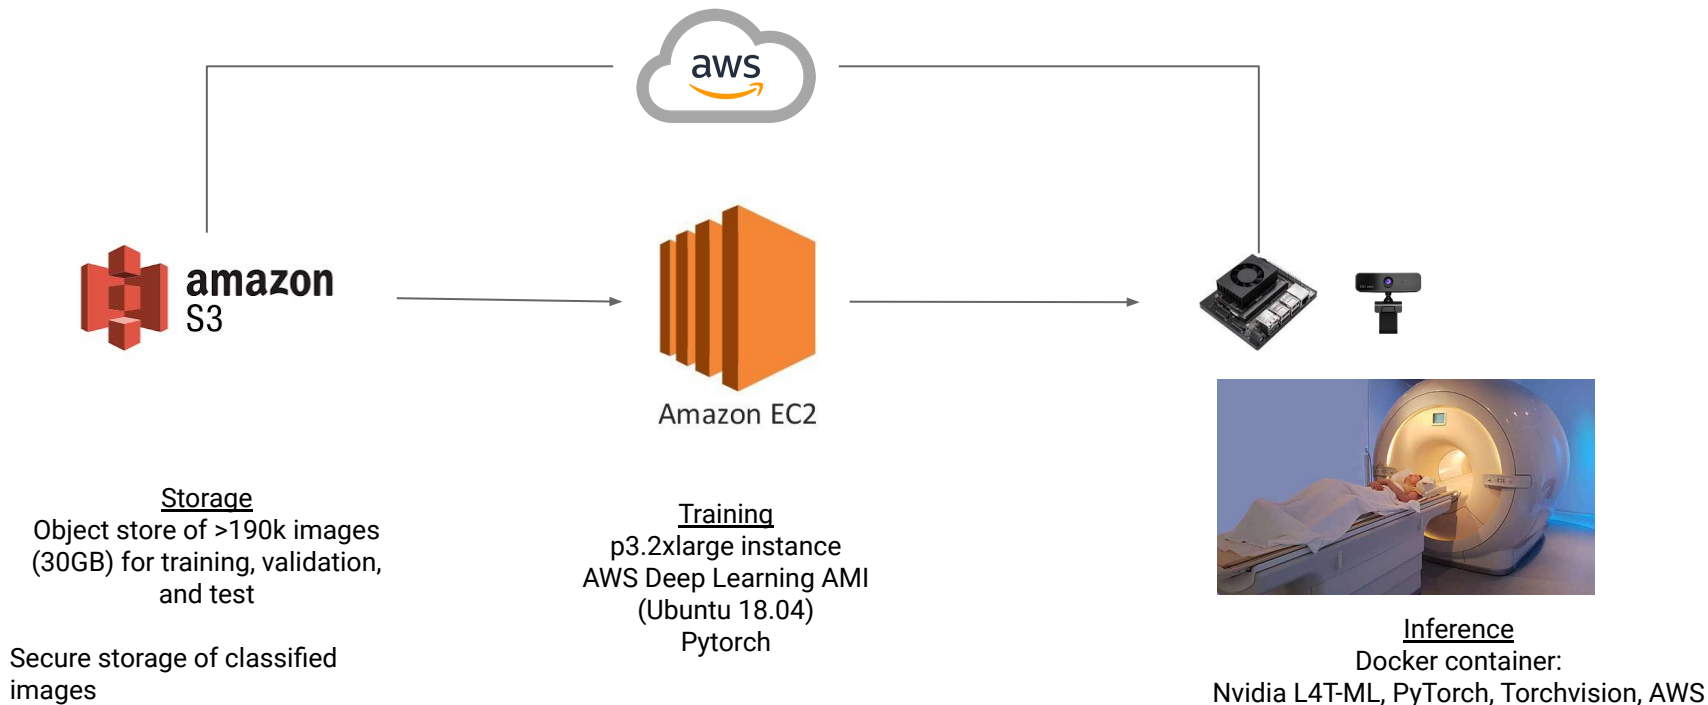 aws
amazon
S3
Amazon EC2
Storage
Object store of >190k images
(30GB) for training, validation,
and test
Secure storage of classified
images
Training
p3.2xlarge instance
AWS Deep Learning AMI
(Ubuntu 18.04)
Pytorch
Inference
Docker container:
Nvidia L4T-ML, PyTorch, Torchvision, AWS